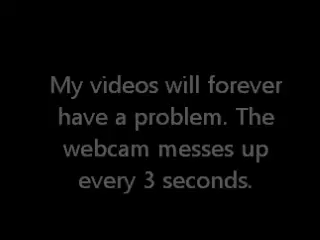 My videos will forever
have a problem. The
webcam messes up
every 3 seconds.